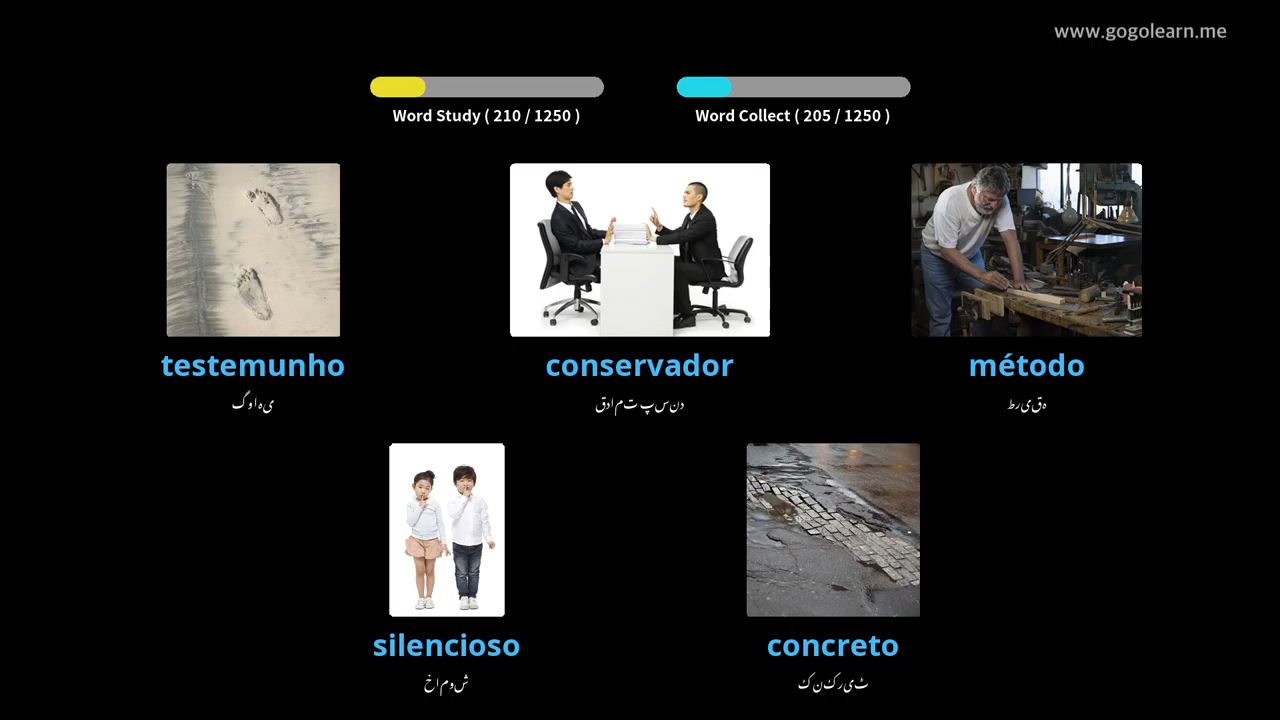 www.gogolearn.me
Word Study ( 210 / 1250 )
Word Collect ( 205 / 1250 )
testemunho
گواہی
conservador
قدامت پسند
método
طریقہ
silencioso
خاموش
concreto
کنکریٹ